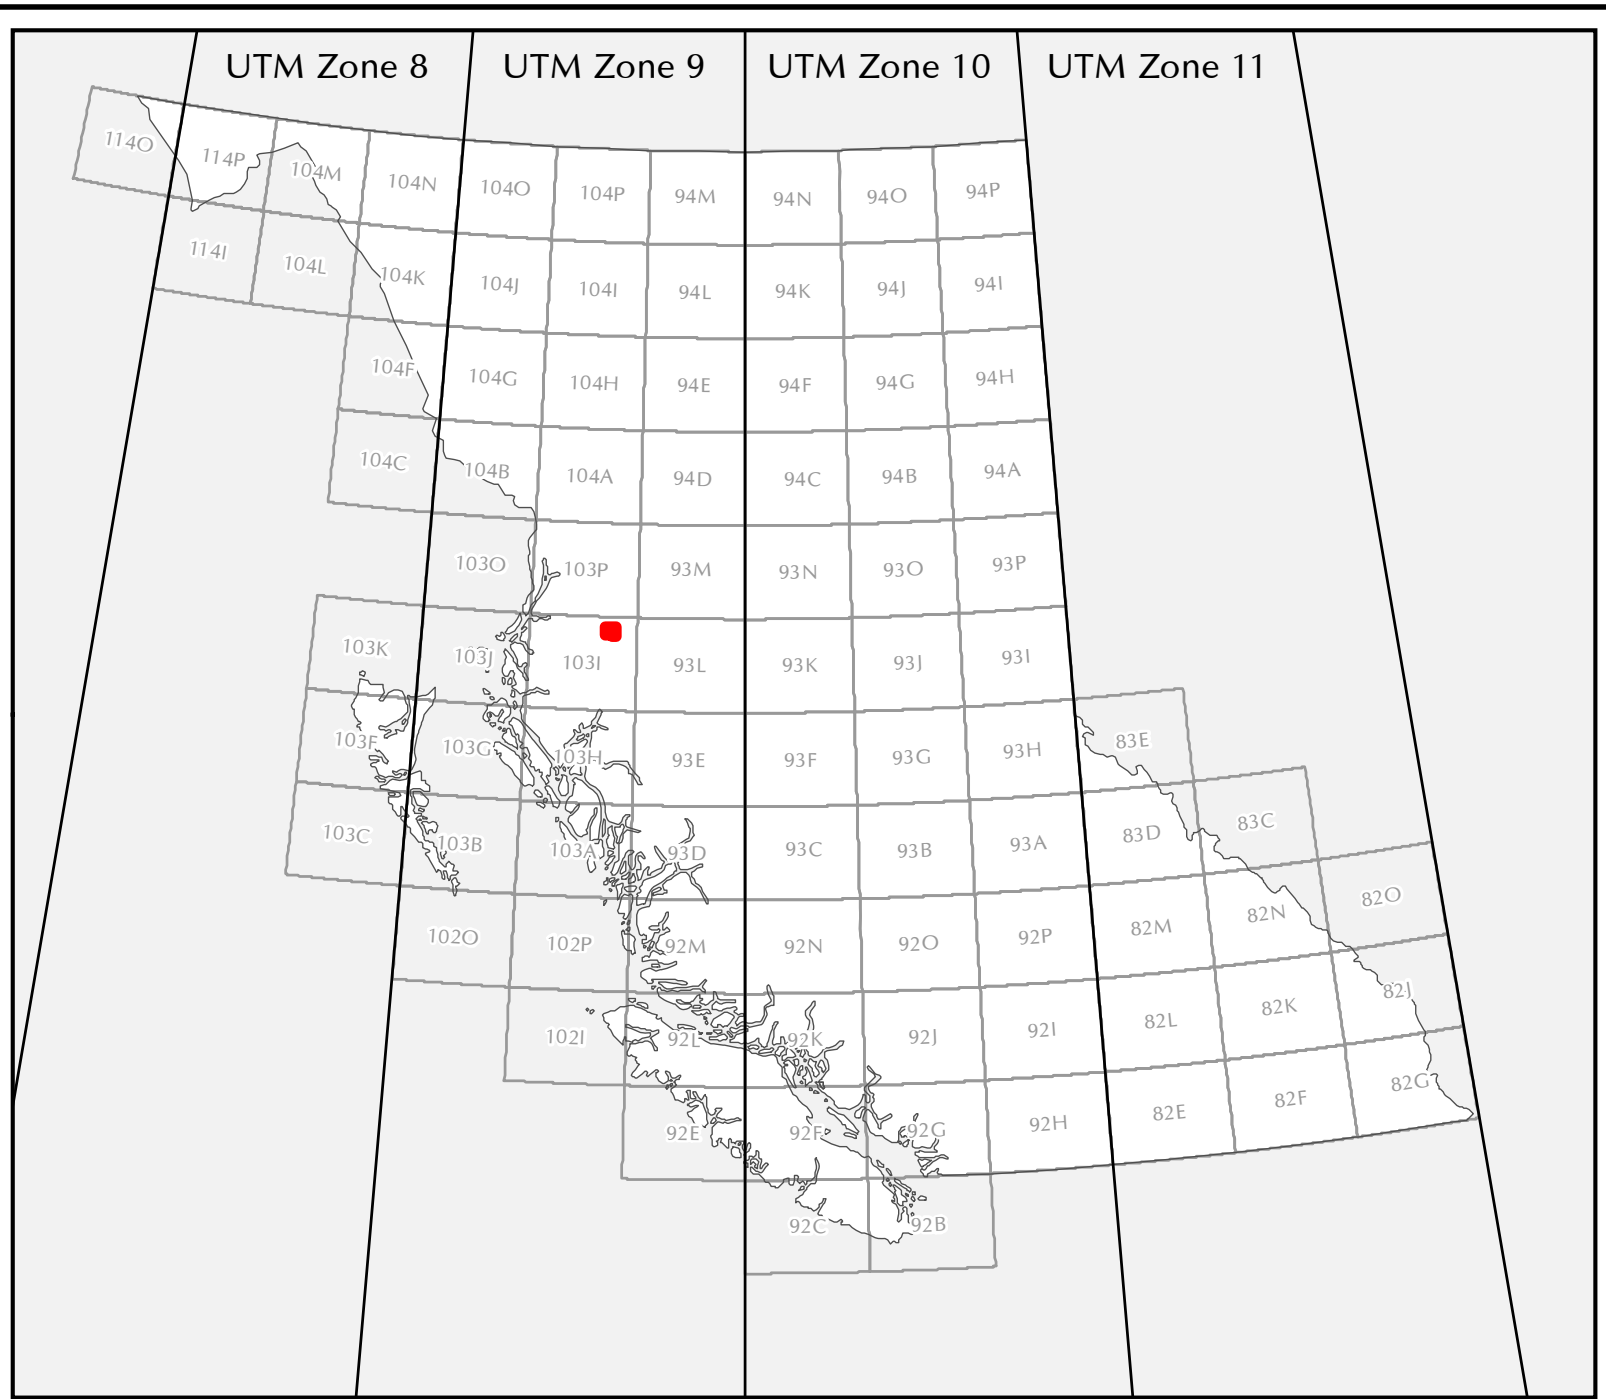 UTM Zone 8 UTM Zone 9 UTM Zone 10 UTM Zone 11
114O 114P 104M 104N 104O 104P 94M 94N 94O 94P
114I 104L 104K 104J 104I 94L 94K 94J 94I
104F 104G 104H 94E 94F 94G 94H
104C 104B 104A 94D 94C 94B 94A
103O 103P 93M 93N 93O 93P
103K 103J 103I 93L 93K 93J 93I
103F 103G 103H 93E 93F 93G 93H 83E
103C 103B 103A 93D 93C 93B 93A 83D 83C
102O 102P 92M 92N 92O 92P 82M 82N 82O
102I 92L 92K 92J 92I 82L 82K 82J
92E 92F 92G 92H 82E 82F 82G
92C 92B